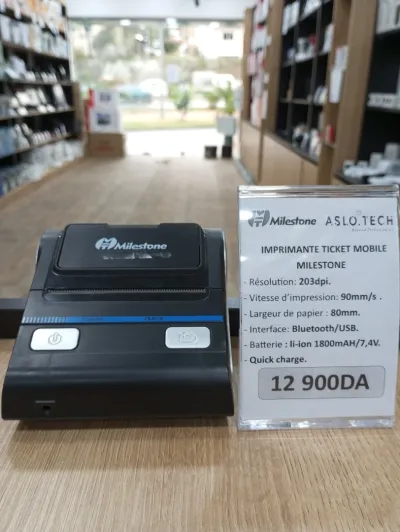 Milestone
Milestone ASLO.TECH
IMPRIMANTE TICKET MOBILE
MILESTONE
- Résolution: 203dpi.
- Vitesse d'impression: 90mm/s .
- Largeur de papier : 80mm.
- Interface: Bluetooth/USB.
- Batterie : li-ion 1800mAH/7,4V.
- Quick charge.
12 900DA